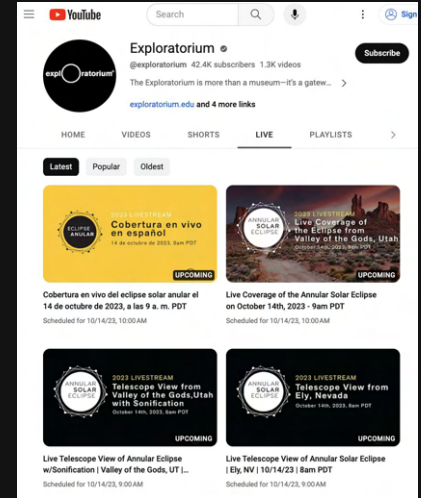 YouTube
Search
Sign
expl ratorium
Exploratorium
@exploratorium 42.4K subscribers 1.3K videos
The Exploratorium is more than a museum—it's a gatew...
exploratorium.edu and 4 more links
Subscribe
HOME VIDEOS SHORTS LIVE PLAYLISTS
Latest Popular Oldest
2023 LIVESTREAM
Cobertura en vivo
en español
14 de octubre de 2023, 9am PDT
ECLIPSE
ANULAR
UPCOMING
2023 LIVESTREAM
Live Coverage of
the Eclipse from
Valley of the Gods, Utah
October 14th, 2023, 9am PDT
ANNULAR
SOLAR
ECLIPSE
UPCOMING
Cobertura en vivo del eclipse solar anular el
14 de octubre de 2023, a las 9 a. m. PDT
Scheduled for 10/14/23, 10:00 AM
Live Coverage of the Annular Solar Eclipse
on October 14th, 2023 - 9am PDT
Scheduled for 10/14/23, 10:00 AM
2023 LIVESTREAM
Telescope View from
Valley of the Gods,Utah
with Sonification
October 14th, 2023, 8am PDT
ANNULAR
SOLAR
ECLIPSE
UPCOMING
2023 LIVESTREAM
Telescope View from
Ely, Nevada
October 14th, 2023, 8am PDT
ANNULAR
SOLAR
ECLIPSE
UPCOMING
Live Telescope View of Annular Eclipse
w/Sonification | Valley of the Gods, UT |...
Scheduled for 10/14/23, 9:00 AM
Live Telescope View of Annular Solar Eclipse
| Ely, NV | 10/14/23 | 8am PDT
Scheduled for 10/14/23, 9:00 AM